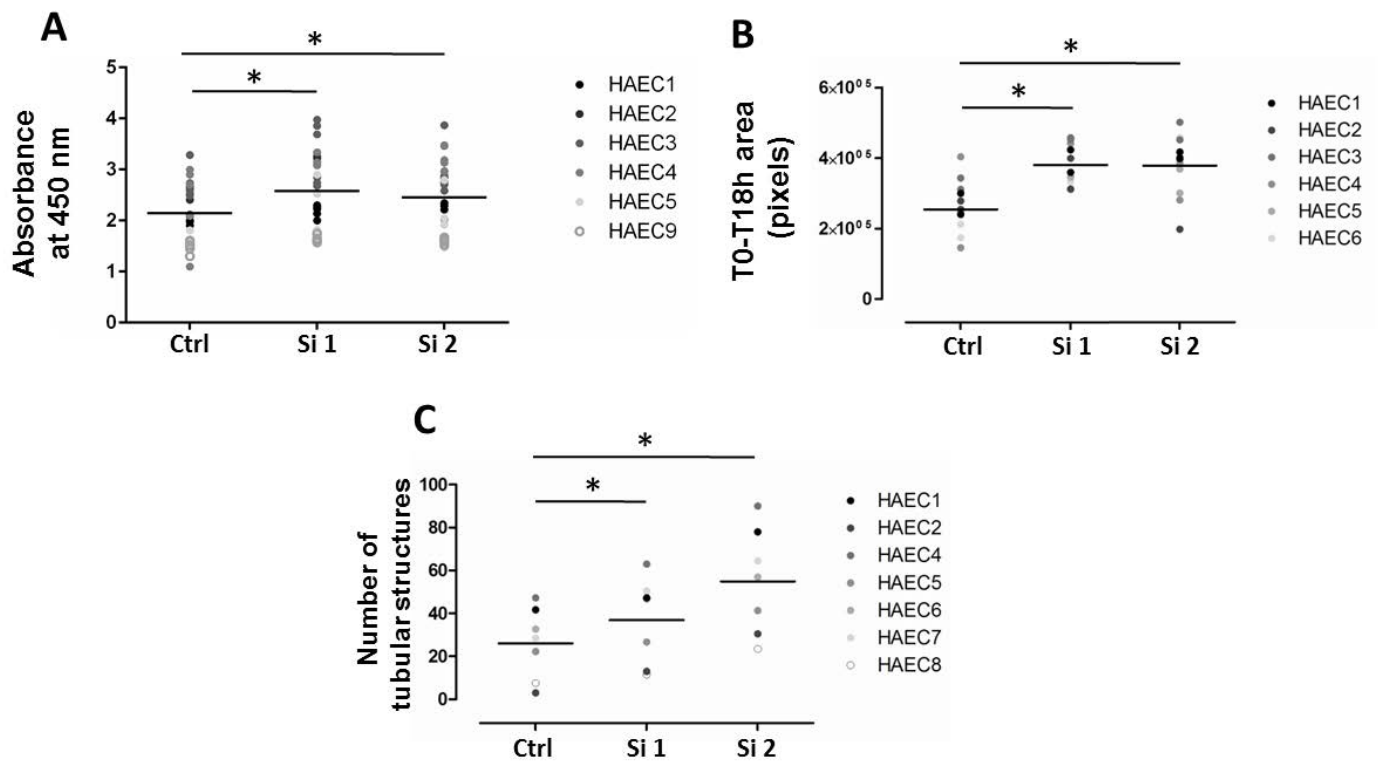 A
Absorbance
at 450 nm
5
4
3
2
1
0
*
*
Ctrl
Si 1
Si 2
HAEC1
HAEC2
HAEC3
HAEC4
HAEC5
HAEC9
B
T0-T18h area
(pixels)
6×10⁰⁵
4×10⁰⁵
2×10⁰⁵
0
*
*
Ctrl
Si 1
Si 2
HAEC1
HAEC2
HAEC3
HAEC4
HAEC5
HAEC6
C
Number of
tubular structures
100
80
60
40
20
0
*
*
Ctrl
Si 1
Si 2
HAEC1
HAEC2
HAEC4
HAEC5
HAEC6
HAEC7
HAEC8